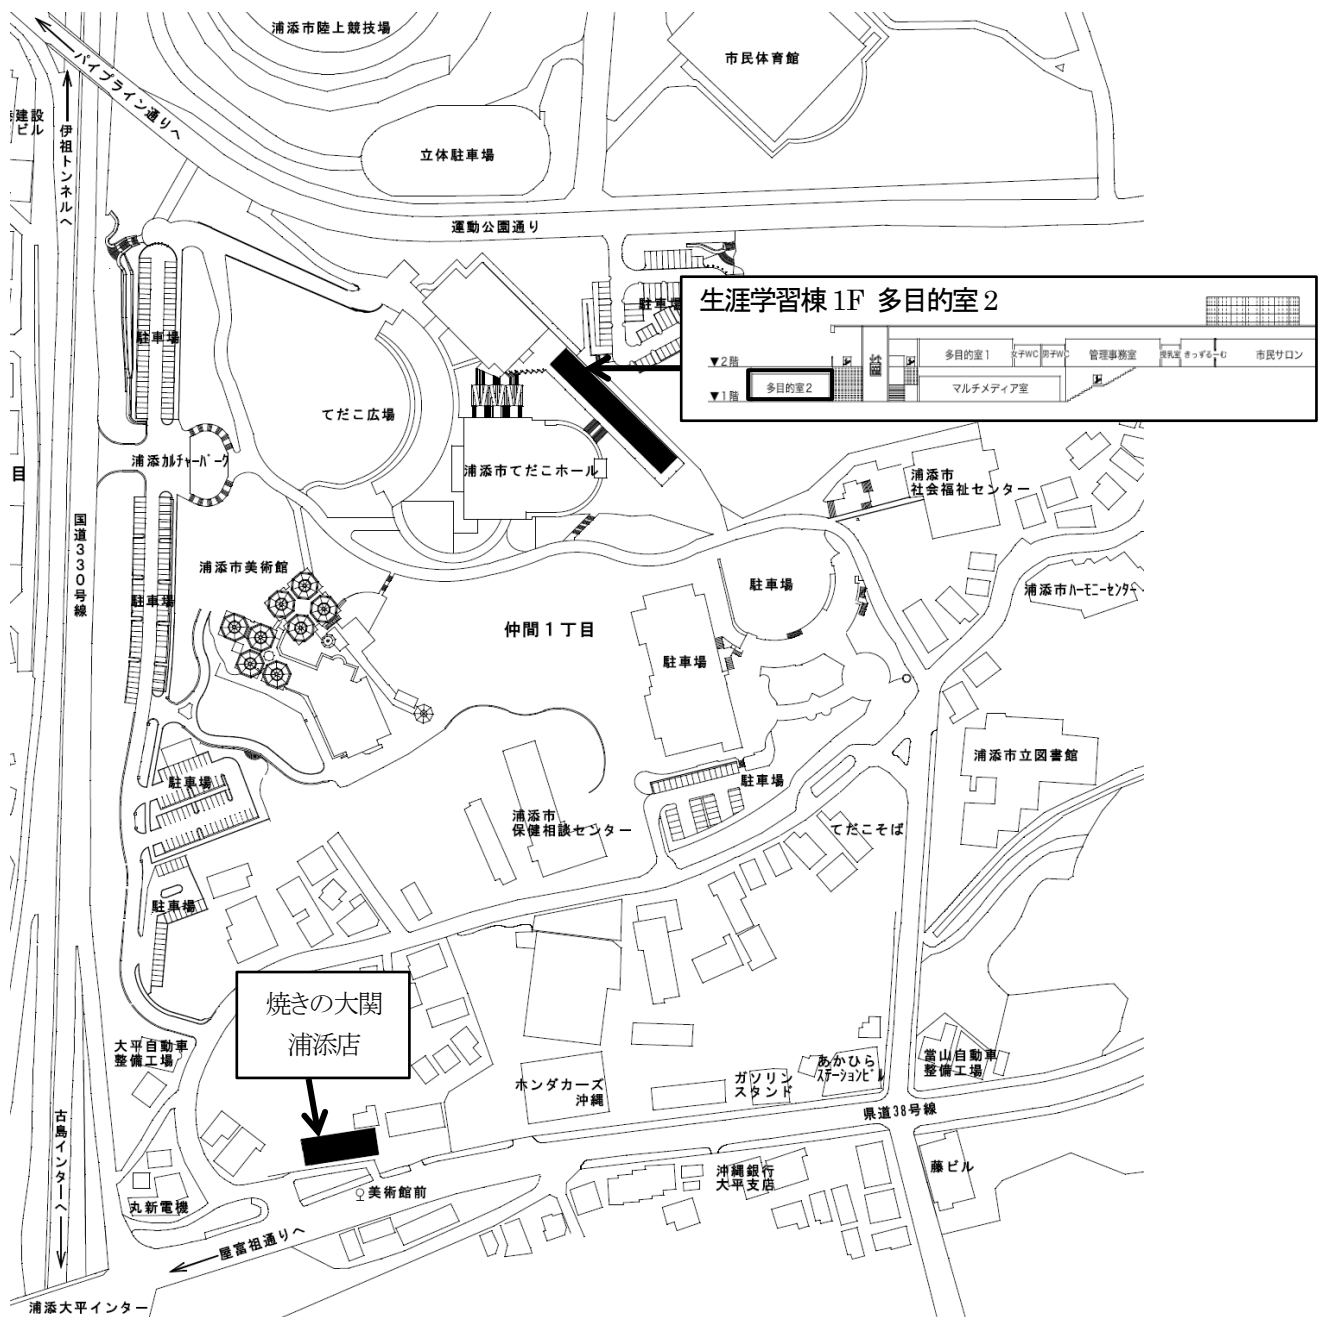 浦添市陸上競技場
市民体育館
パイプライン通りへ
建設
ビル
伊祖トンネルへ
立体駐車場
運動公園通り
駐車場
生涯学習棟 1F 多目的室 2
▼2階
多目的室1
女子WC
男子WC
管理事務室
授乳室
きっずるーむ
市民サロン
▼1階
多目的室2
マルチメディア室
駐車場
てだこ広場
浦添カルチャーパーク
浦添市てだこホール
浦添市
社会福祉センター
目
国道330号線
浦添市美術館
駐車場
駐車場
浦添市ハーモニーセンター
仲間1丁目
駐車場
浦添市立図書館
駐車場
駐車場
浦添市
保健相談センター
てだこそば
駐車場
焼きの大関
浦添店
大平自動車
整備工場
ホンダカーズ
沖縄
ガソリン
スタンド
あかひら
ステーションビル
當山自動車
整備工場
県道38号線
古島インターへ
沖縄銀行
大平支店
藤ビル
美術館前
丸新電機
屋富祖通りへ
浦添大平インター